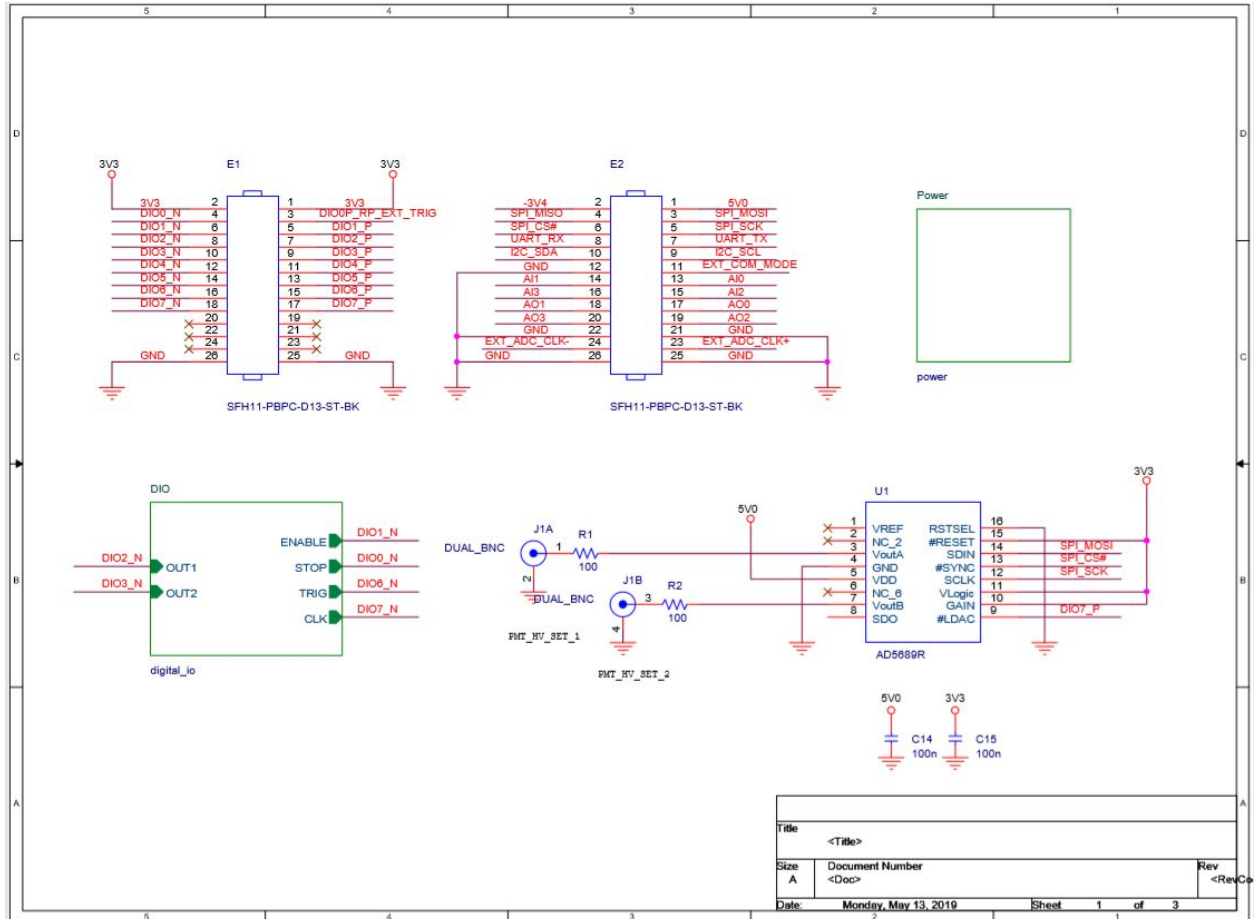 5 4 3 2 1
D D
C C
B B
A A
3V3 E1 3V3
3V3 2 1 3V3
DIO0_N 4 3 DIO0P_RP_EXT_TRIG
DIO1_N 6 5 DIO1_P
DIO2_N 8 7 DIO2_P
DIO3_N 10 9 DIO3_P
DIO4_N 12 11 DIO4_P
DIO5_N 14 13 DIO5_P
DIO6_N 16 15 DIO6_P
DIO7_N 18 17 DIO7_P
20 19
22 21
24 23
GND 26 25 GND
SFH11-PBPC-D13-ST-BK
E2
-3V4 2 1 5V0
SPI_MISO 4 3 SPI_MOSI
SPI_CS# 6 5 SPI_SCK
UART_RX 8 7 UART_TX
I2C_SDA 10 9 I2C_SCL
GND 12 11 EXT_COM_MODE
AI1 14 13 AI0
AI3 16 15 AI2
AO1 18 17 AO0
AO3 20 19 AO2
GND 22 21 GND
EXT_ADC_CLK- 24 23 EXT_ADC_CLK+
GND 26 25 GND
SFH11-PBPC-D13-ST-BK
Power
power
DIO
ENABLE DIO1_N
DIO2_N OUT1 STOP DIO0_N
DIO3_N OUT2 TRIG DIO6_N
CLK DIO7_N
digital_io
DUAL_BNC J1A 1 R1
2 100
DUAL_BNC J1B 3 R2
4 100
PMT_HV_SET_1
PMT_HV_SET_2
5V0 U1 3V3
1 VREF RSTSEL 16
2 NC_2 #RESET 15
3 VoutA SDIN 14 SPI_MOSI
4 GND #SYNC 13 SPI_CS#
5 VDD SCLK 12 SPI_SCK
6 NC_6 VLogic 11
7 VoutB GAIN 10
8 SDO #LDAC 9 DIO7_P
AD5689R
5V0 3V3
C14 C15
100n 100n
Title
<Title>
Size Document Number Rev
A <Doc> <RevCo
Date: Monday, May 13, 2019 Sheet 1 of 3
5 4 3 2 1